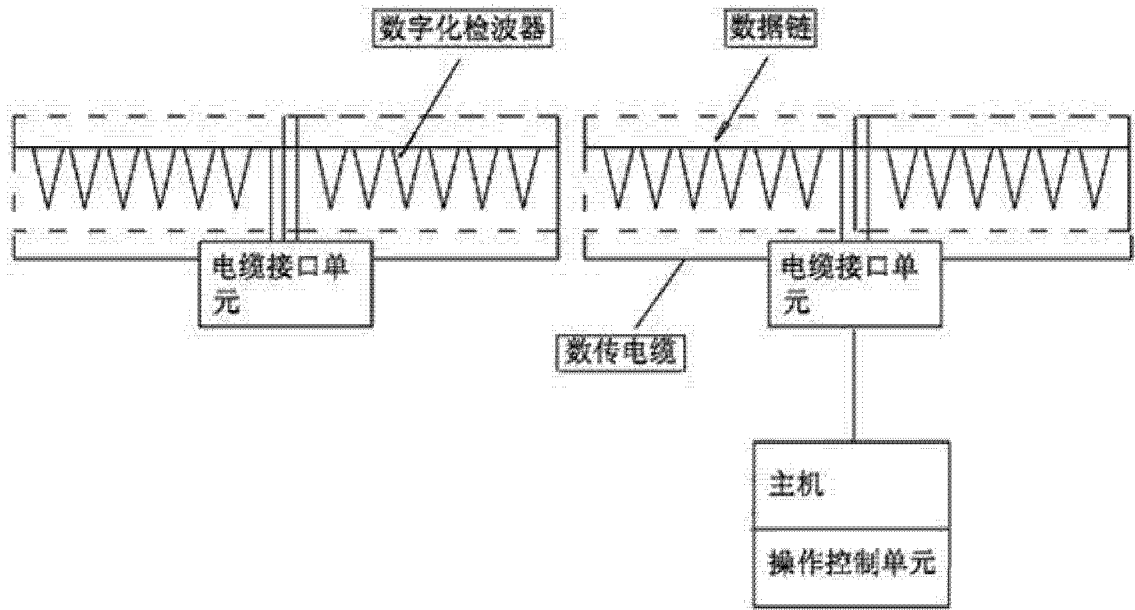 数字化检波器
数据链
电缆接口单
元
电缆接口单
元
数传电缆
主机
操作控制单元